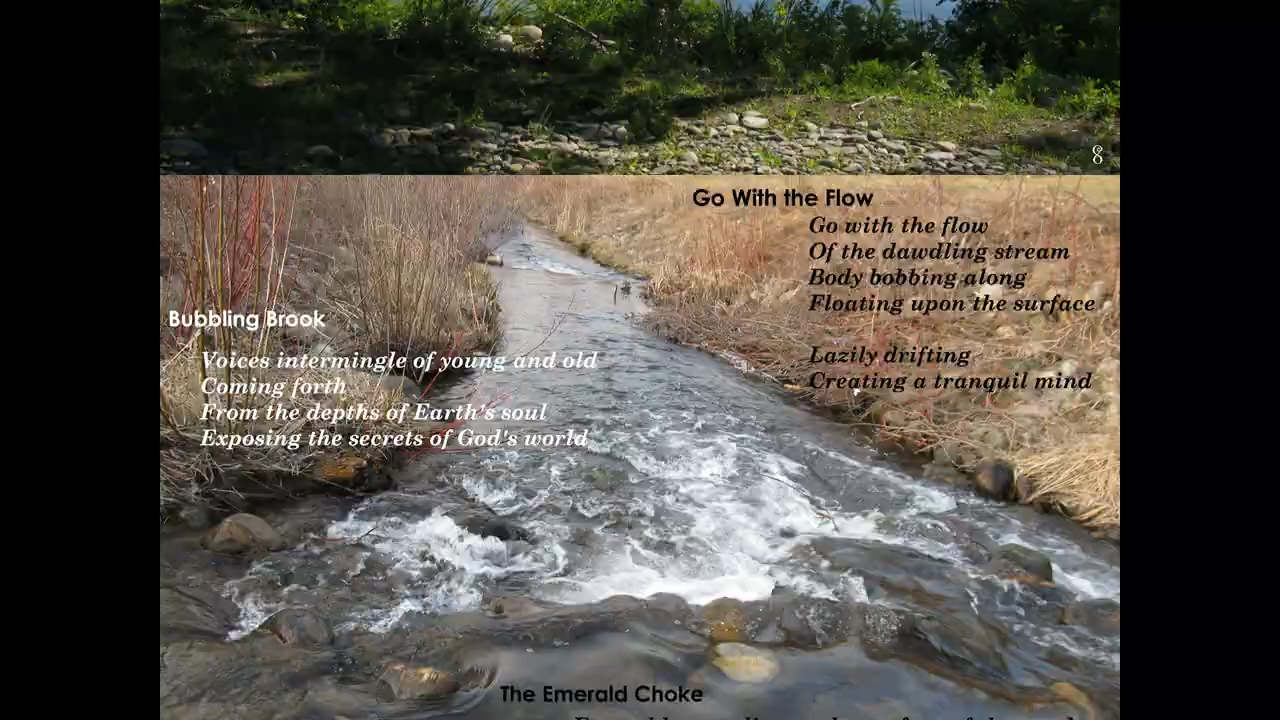 8
Go With the Flow
Go with the flow
Of the dawdling stream
Body bobbing along
Floating upon the surface
Lazily drifting
Creating a tranquil mind
Bubbling Brook
Voices intermingle of young and old
Coming forth
From the depths of Earth's soul
Exposing the secrets of God's world
The Emerald Choke